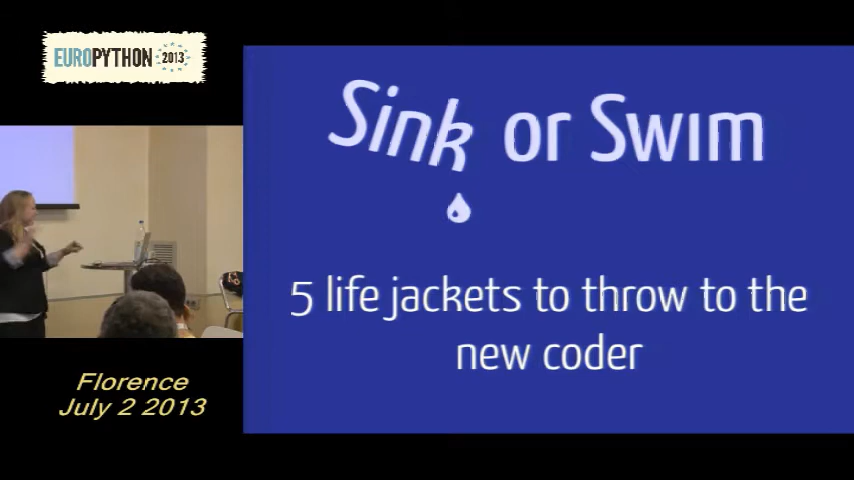 EUROPYTHON 2013
Sink or Swim
5 life jackets to throw to the
new coder
Florence
July 2 2013